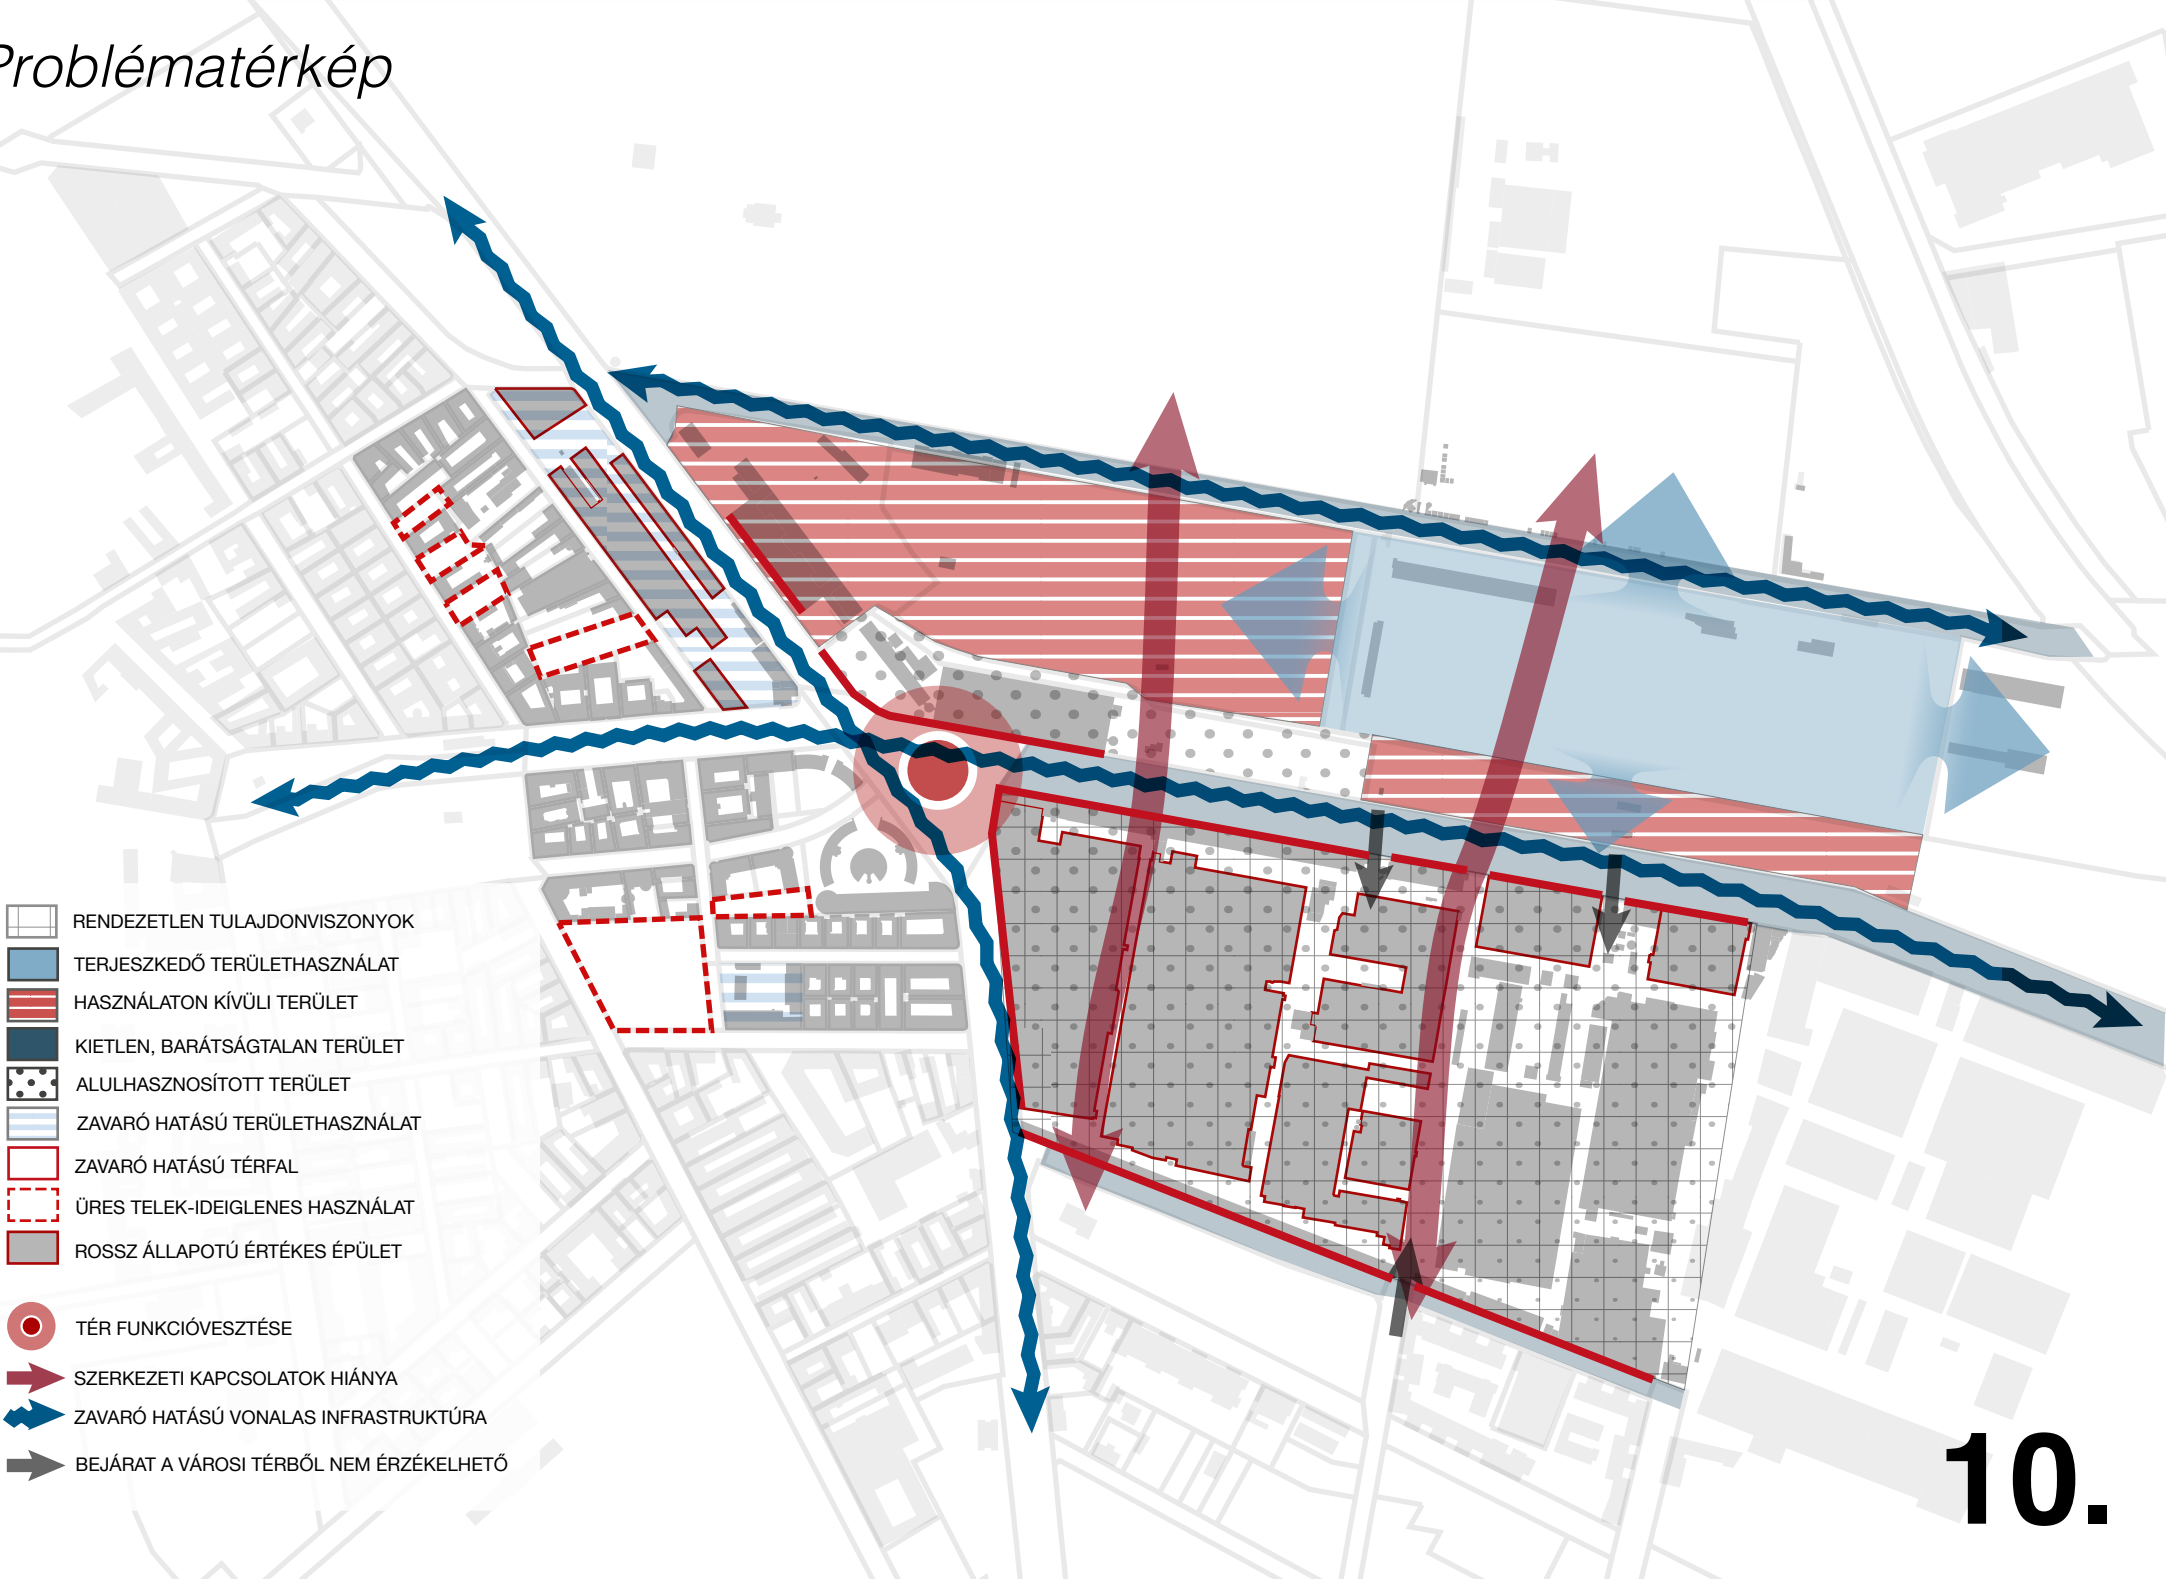 Problématérkép
RENDEZETLEN TULAJDONVISZONYOK
TERJESZKEDŐ TERÜLETHASZNÁLAT
HASZNÁLATON KÍVÜLI TERÜLET
KIETLEN, BARÁTSÁGTALAN TERÜLET
ALULHASZNOSÍTOTT TERÜLET
ZAVARÓ HATÁSÚ TERÜLETHASZNÁLAT
ZAVARÓ HATÁSÚ TÉRFAL
ÜRES TELEK-IDEIGLENES HASZNÁLAT
ROSSZ ÁLLAPOTÚ ÉRTÉKES ÉPÜLET
TÉR FUNKCIÓVESZTÉSE
SZERKEZETI KAPCSOLATOK HIÁNYA
ZAVARÓ HATÁSÚ VONALAS INFRASTRUKTÚRA
BEJÁRAT A VÁROSI TÉRBŐL NEM ÉRZÉKELHETŐ
10.